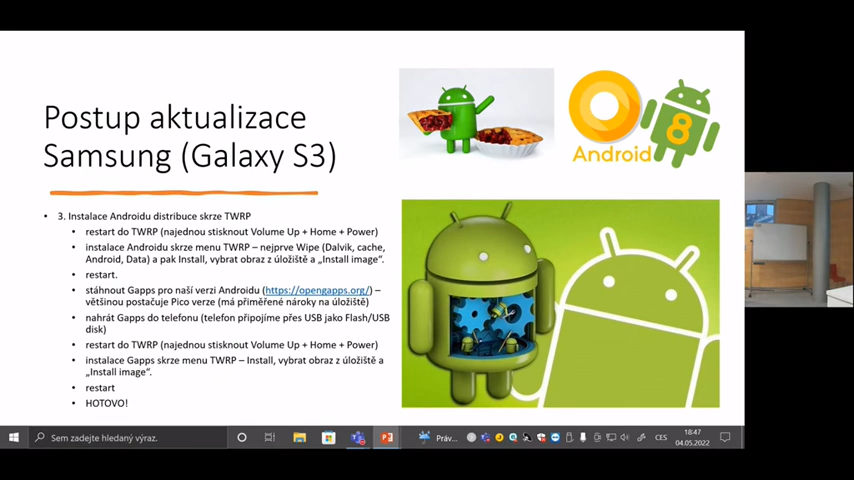 Postup aktualizace
Samsung (Galaxy S3)
• 3. Instalace Androidu distribuce skrze TWRP
• restart do TWRP (najednou stisknout Volume Up + Home + Power)
• instalace Androidu skrze menu TWRP – nejprve Wipe (Dalvik, cache,
Android, Data) a pak Install, vybrat obraz z úložiště a „Install image“.
• restart.
• stáhnout Gapps pro naší verzi Androidu (https://opengapps.org/) –
většinou postačuje Pico verze (má přiměřené nároky na úložiště)
• nahrát Gapps do telefonu (telefon připojíme přes USB jako Flash/USB
disk)
• restart do TWRP (najednou stisknout Volume Up + Home + Power)
• instalace Gapps skrze menu TWRP – Install, vybrat obraz z úložiště a
„Install image“.
• restart
• HOTOVO!
Android
8
Sem zadejte hledaný výraz.
Práv...
CES
18:47
04.05.2022